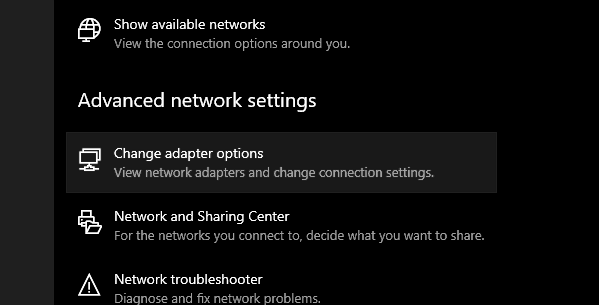 Show available networks
View the connection options around you.
Advanced network settings
Change adapter options
View network adapters and change connection settings.
Network and Sharing Center
For the networks you connect to, decide what you want to share.
Network troubleshooter
Diagnose and fix network problems.